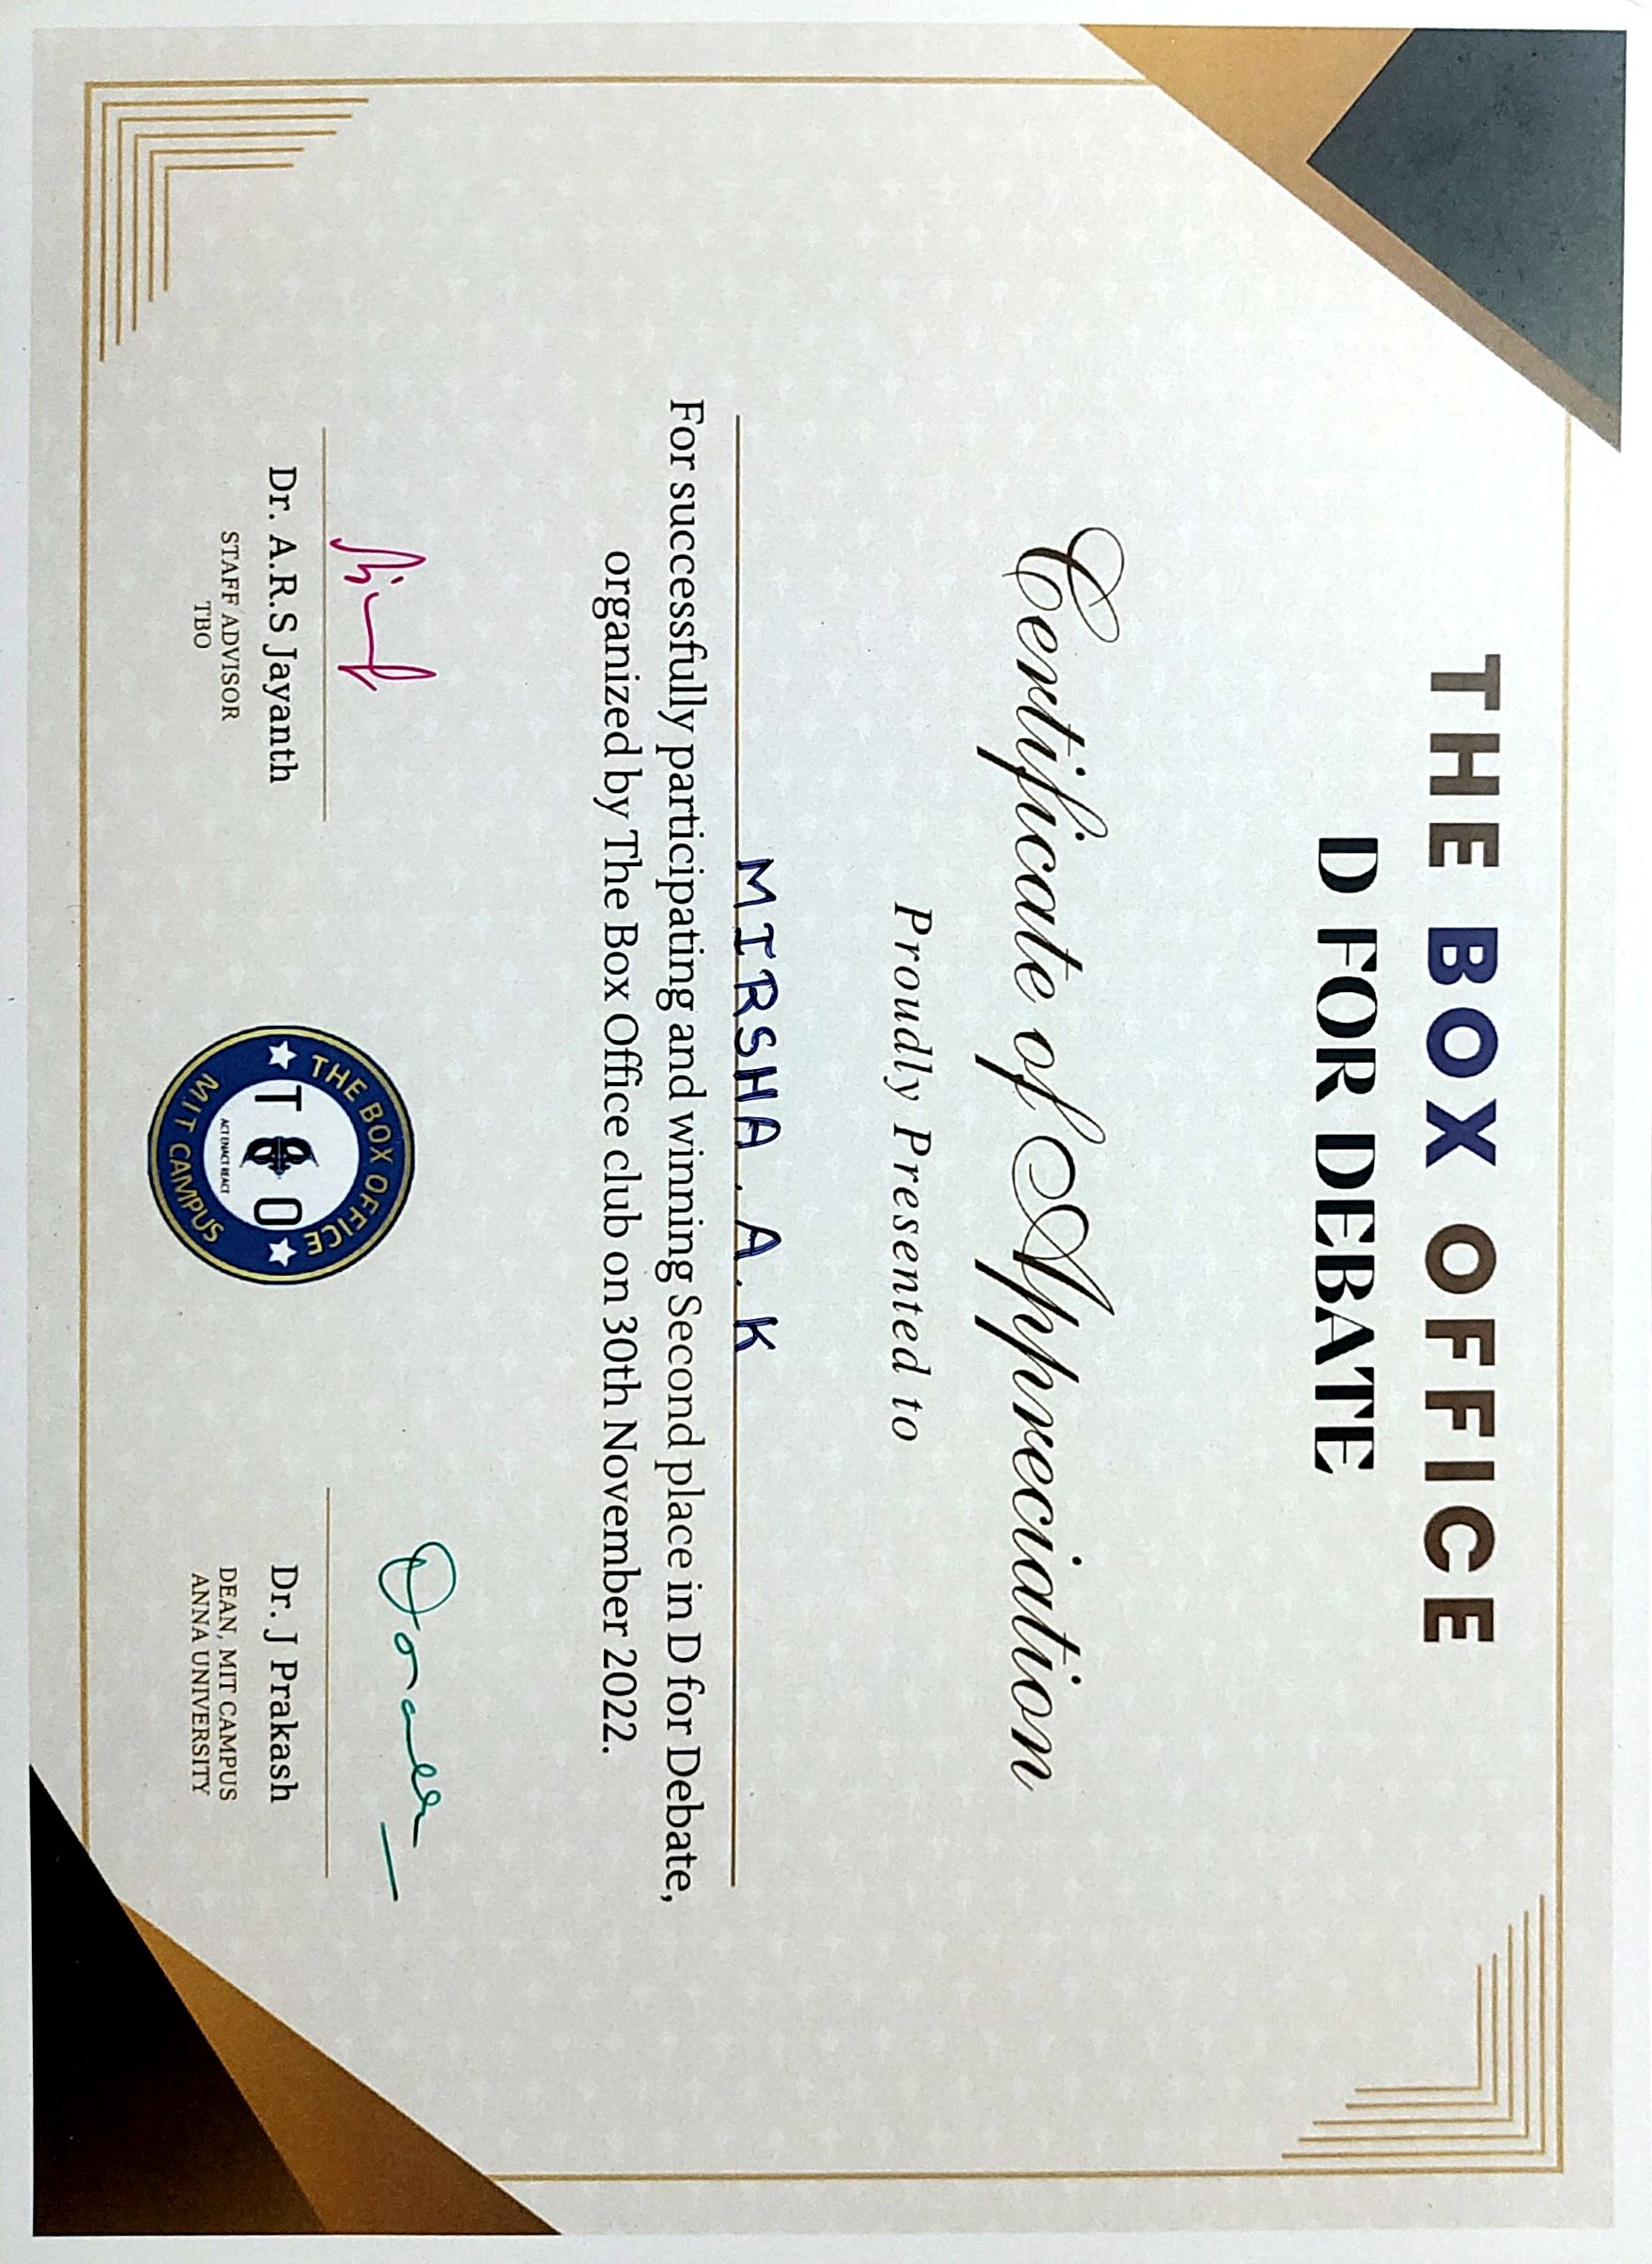 THE BOX OFFICE
D FOR DEBATE
Certificate of Appreciation
Proudly Presented to
MIRSHA . A . K
For successfully participating and winning Second place in D for Debate,
organized by The Box Office club on 30th November 2022.
Dr. A.R.S Jayanth
STAFF ADVISOR
TBO
THE BOX OFFICE
T B O
ACT ENACT REACT
MIT CAMPUS
Dr. J Prakash
DEAN, MIT CAMPUS
ANNA UNIVERSITY